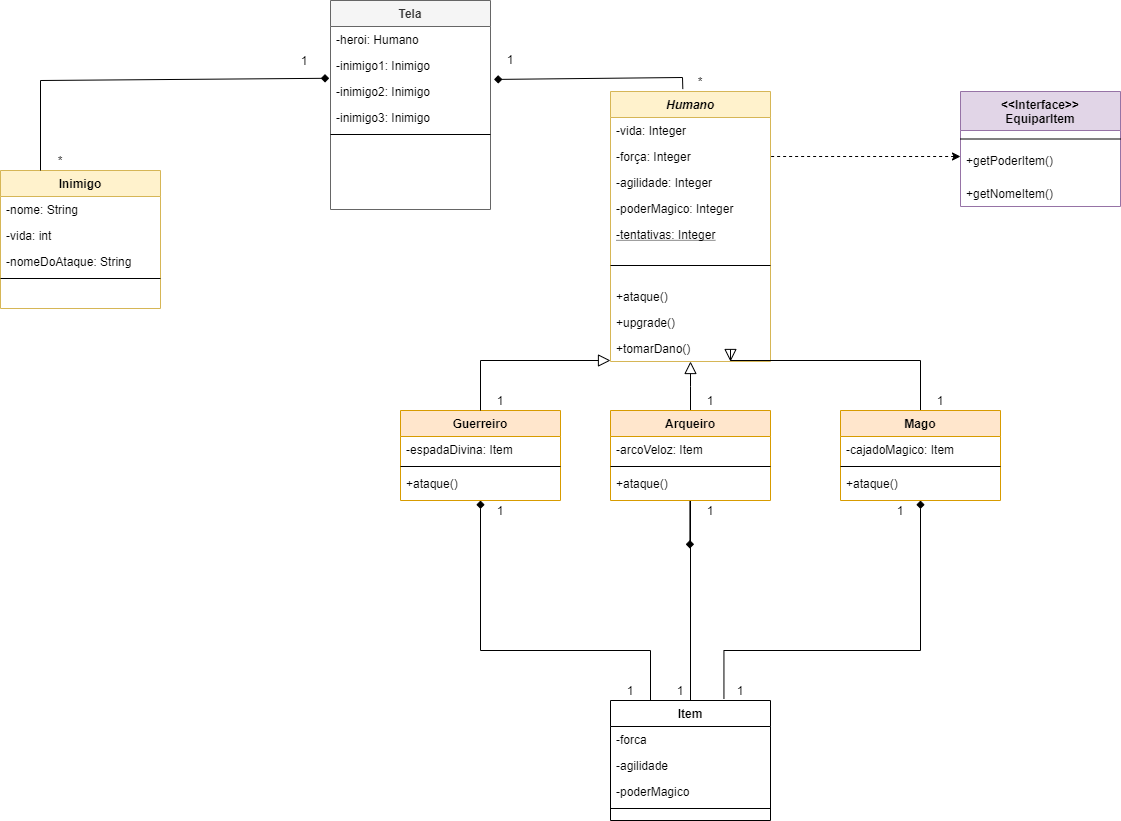 Tela
-heroi: Humano
-inimigo1: Inimigo
-inimigo2: Inimigo
-inimigo3: Inimigo
1
1
*
*
Inimigo
-nome: String
-vida: int
-nomeDoAtaque: String
Humano
-vida: Integer
-força: Integer
-agilidade: Integer
-poderMagico: Integer
-tentativas: Integer
+ataque()
+upgrade()
+tomarDano()
<<Interface>>
EquiparItem
+getPoderItem()
+getNomeItem()
1
1
1
Guerreiro
-espadaDivina: Item
+ataque()
Arqueiro
-arcoVeloz: Item
+ataque()
Mago
-cajadoMagico: Item
+ataque()
1
1
1
1
1
1
Item
-forca
-agilidade
-poderMagico